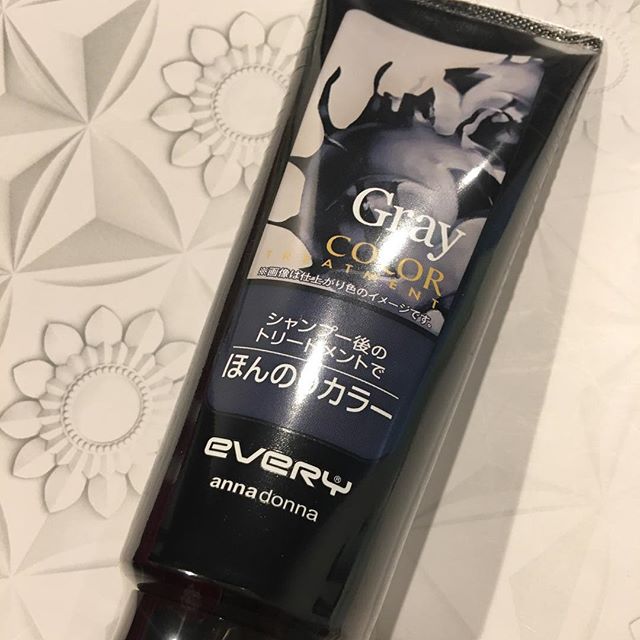 Gray
COLOR
TREATMENT
※画像は仕上がり色のイメージです。
シャンプー後の
トリートメントで
ほんのりカラー
eVeRY®
annadonna